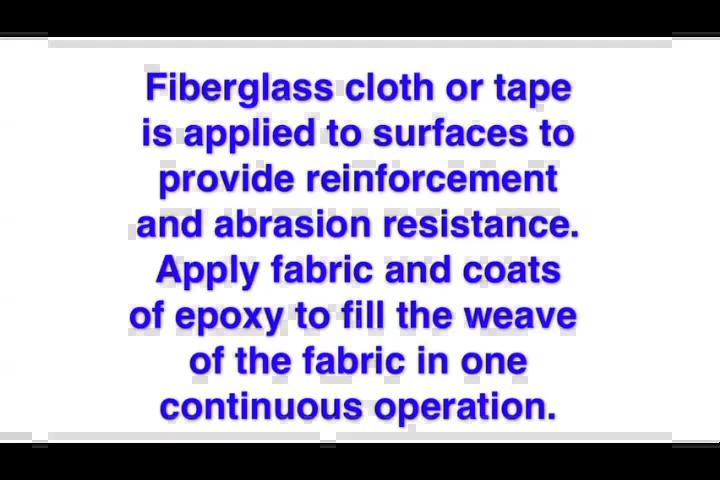 Fiberglass cloth or tape
is applied to surfaces to
provide reinforcement
and abrasion resistance.
Apply fabric and coats
of epoxy to fill the weave
of the fabric in one
continuous operation.